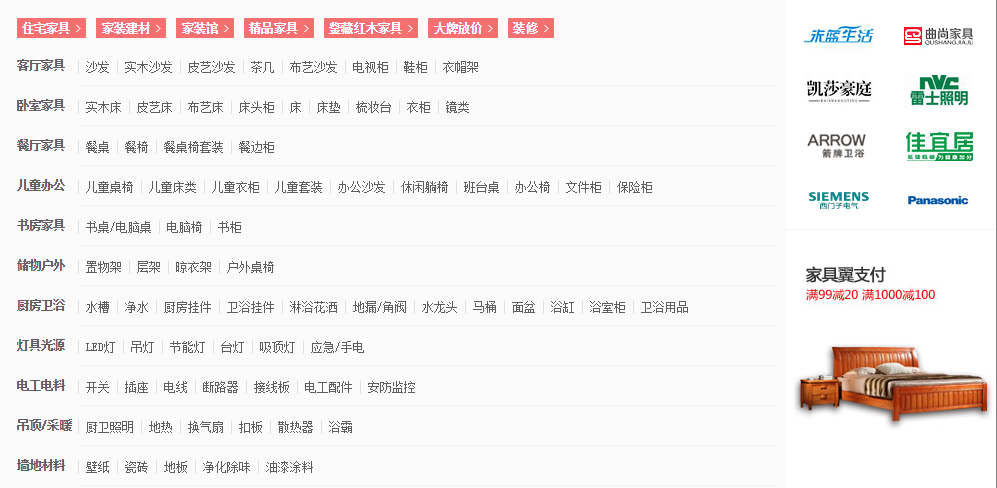 住宅家具 > 家装建材 > 家装馆 > 精品家具 > 鉴藏红木家具 > 大牌放价 > 装修 >
客厅家具 沙发 实木沙发 皮艺沙发 茶几 布艺沙发 电视柜 鞋柜 衣帽架
卧室家具 实木床 皮艺床 布艺床 床头柜 床 床垫 梳妆台 衣柜 镜类
餐厅家具 餐桌 餐椅 餐桌椅套装 餐边柜
儿童办公 儿童桌椅 儿童床类 儿童衣柜 儿童套装 办公沙发 休闲躺椅 班台桌 办公椅 文件柜 保险柜
书房家具 书桌/电脑桌 电脑椅 书柜
储物户外 置物架 层架 晾衣架 户外桌椅
厨房卫浴 水槽 净水 厨房挂件 卫浴挂件 淋浴花洒 地漏/角阀 水龙头 马桶 面盆 浴缸 浴室柜 卫浴用品
灯具光源 LED灯 吊灯 节能灯 台灯 吸顶灯 应急/手电
电工电料 开关 插座 电线 断路器 接线板 电工配件 安防监控
吊顶/采暖 厨卫照明 地热 换气扇 扣板 散热器 浴霸
墙地材料 壁纸 瓷砖 地板 净化除味 油漆涂料
未蓝生活 曲尚家具
QUSHANGJIAJU
凯莎豪庭 NVC
雷士照明
ARROW
箭牌卫浴
佳宜居
低碳 为健康加分
SIEMENS
西门子电气
Panasonic
家具翼支付
满99减20 满1000减100